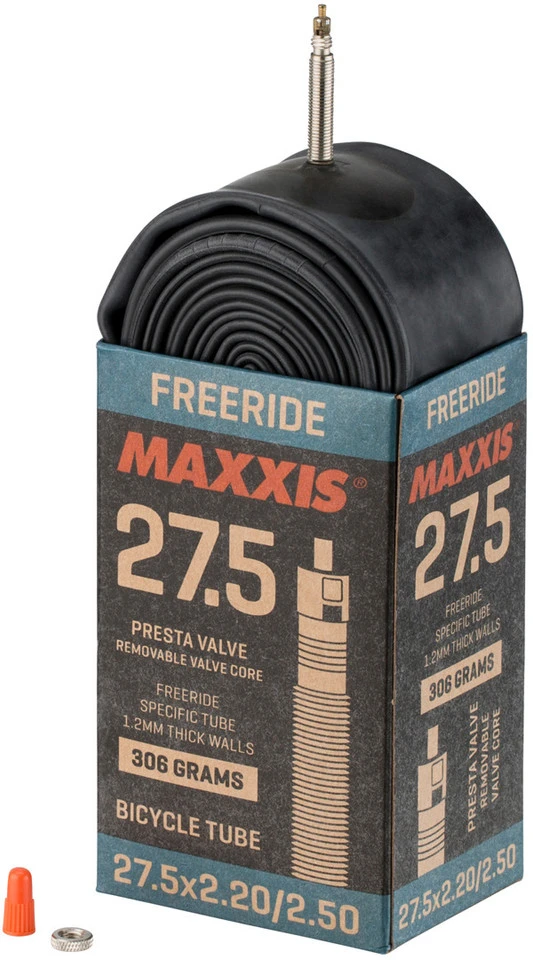 FREERIDE
MAXXIS®
27.5
PRESTA VALVE
REMOVABLE VALVE CORE
FREERIDE
SPECIFIC TUBE
1.2MM THICK WALLS
306 GRAMS
BICYCLE TUBE
27.5x2.20/2.50
FREERIDE
MAXXIS
27.5
FREERIDE
SPECIFIC TUBE
1.2MM THICK WALLS
306 GRAMS
PRESTA VALVE
REMOVABLE
VALVE CORE
27.5x2.20/2.50